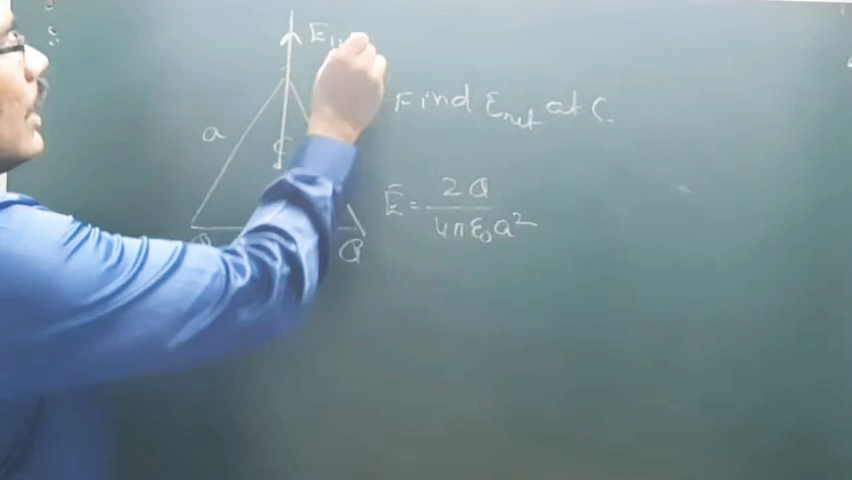 a
Find Enet at C
Ē = 2Q / 4πε₀a²
Q